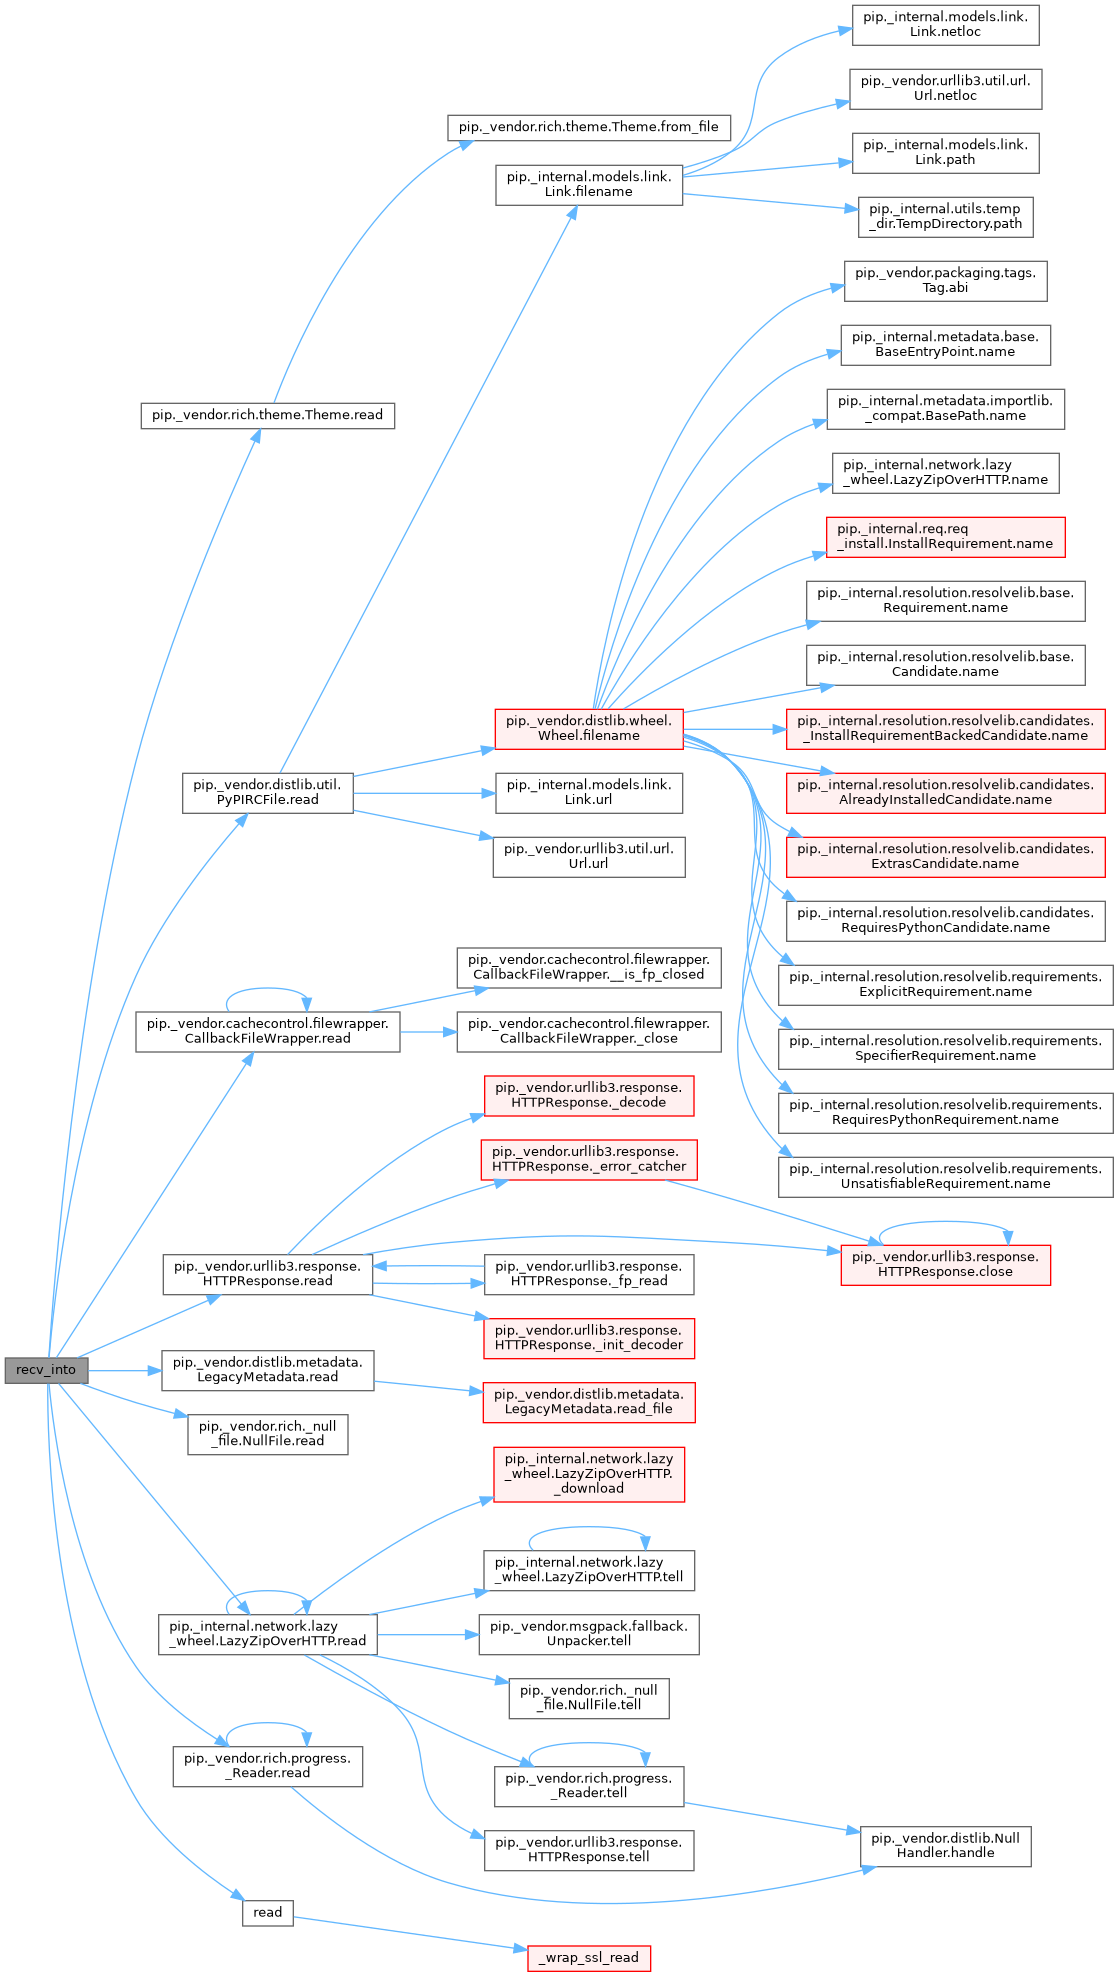 pip._internal.models.link.
Link.netloc
pip._vendor.urllib3.util.url.
Url.netloc
pip._vendor.rich.theme.Theme.from_file
pip._internal.models.link.
Link.path
pip._internal.models.link.
Link.filename
pip._internal.utils.temp
_dir.TempDirectory.path
pip._vendor.packaging.tags.
Tag.abi
pip._internal.metadata.base.
BaseEntryPoint.name
pip._internal.metadata.importlib.
_compat.BasePath.name
pip._vendor.rich.theme.Theme.read
pip._internal.network.lazy
_wheel.LazyZipOverHTTP.name
pip._internal.req.req
_install.InstallRequirement.name
pip._internal.resolution.resolvelib.base.
Requirement.name
pip._internal.resolution.resolvelib.base.
Candidate.name
pip._vendor.distlib.wheel.
Wheel.filename
pip._internal.resolution.resolvelib.candidates.
_InstallRequirementBackedCandidate.name
pip._vendor.distlib.util.
PyPIRCFile.read
pip._internal.models.link.
Link.url
pip._internal.resolution.resolvelib.candidates.
AlreadyInstalledCandidate.name
pip._vendor.urllib3.util.url.
Url.url
pip._internal.resolution.resolvelib.candidates.
ExtrasCandidate.name
pip._internal.resolution.resolvelib.candidates.
RequiresPythonCandidate.name
pip._vendor.cachecontrol.filewrapper.
CallbackFileWrapper.__is_fp_closed
pip._internal.resolution.resolvelib.requirements.
ExplicitRequirement.name
pip._vendor.cachecontrol.filewrapper.
CallbackFileWrapper.read
pip._vendor.cachecontrol.filewrapper.
CallbackFileWrapper._close
pip._internal.resolution.resolvelib.requirements.
SpecifierRequirement.name
pip._vendor.urllib3.response.
HTTPResponse._decode
pip._internal.resolution.resolvelib.requirements.
RequiresPythonRequirement.name
pip._vendor.urllib3.response.
HTTPResponse._error_catcher
pip._internal.resolution.resolvelib.requirements.
UnsatisfiableRequirement.name
pip._vendor.urllib3.response.
HTTPResponse.read
pip._vendor.urllib3.response.
HTTPResponse._fp_read
pip._vendor.urllib3.response.
HTTPResponse.close
pip._vendor.urllib3.response.
HTTPResponse._init_decoder
recv_into
pip._vendor.distlib.metadata.
LegacyMetadata.read
pip._vendor.distlib.metadata.
LegacyMetadata.read_file
pip._vendor.rich._null
_file.NullFile.read
pip._internal.network.lazy
_wheel.LazyZipOverHTTP.
_download
pip._internal.network.lazy
_wheel.LazyZipOverHTTP.tell
pip._internal.network.lazy
_wheel.LazyZipOverHTTP.read
pip._vendor.msgpack.fallback.
Unpacker.tell
pip._vendor.rich._null
_file.NullFile.tell
pip._vendor.rich.progress.
_Reader.read
pip._vendor.rich.progress.
_Reader.tell
pip._vendor.urllib3.response.
HTTPResponse.tell
pip._vendor.distlib.Null
Handler.handle
read
_wrap_ssl_read